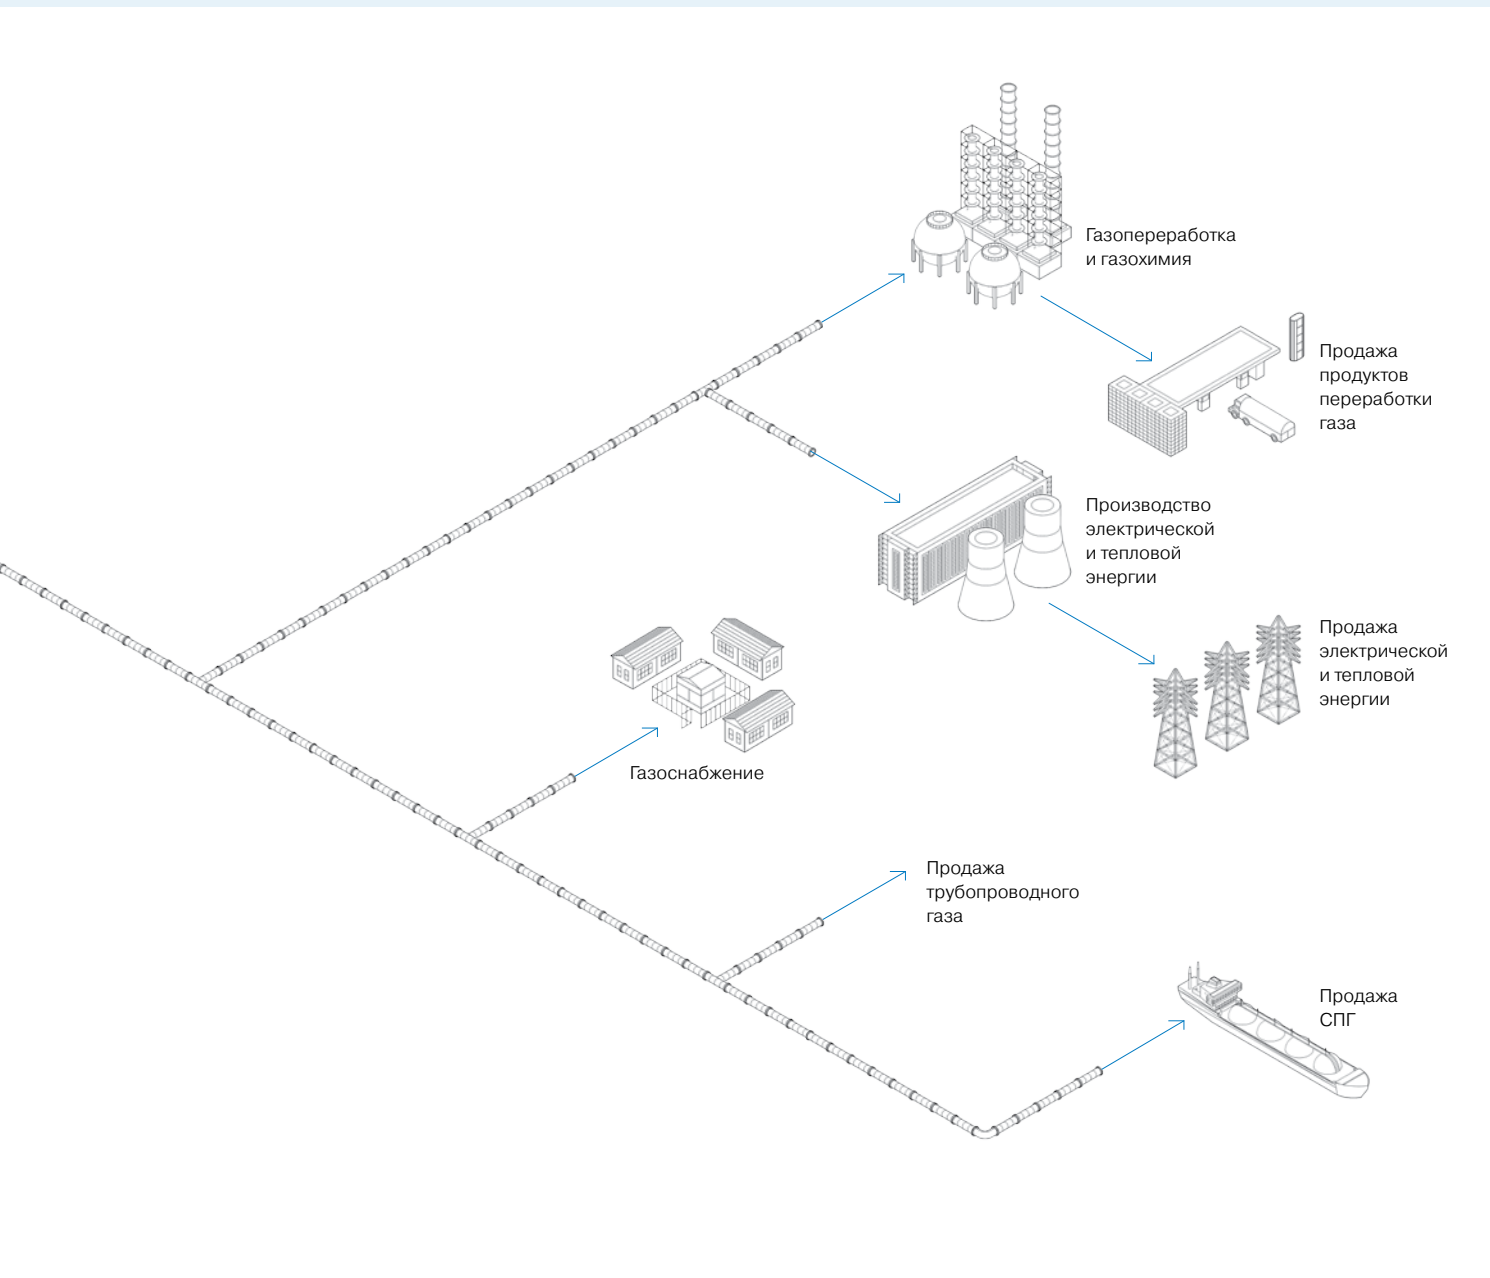 Газопереработка
и газохимия
Продажа
продуктов
переработки
газа
Производство
электрической
и тепловой
энергии
Продажа
электрической
и тепловой
энергии
Газоснабжение
Продажа
трубопроводного
газа
Продажа
СПГ